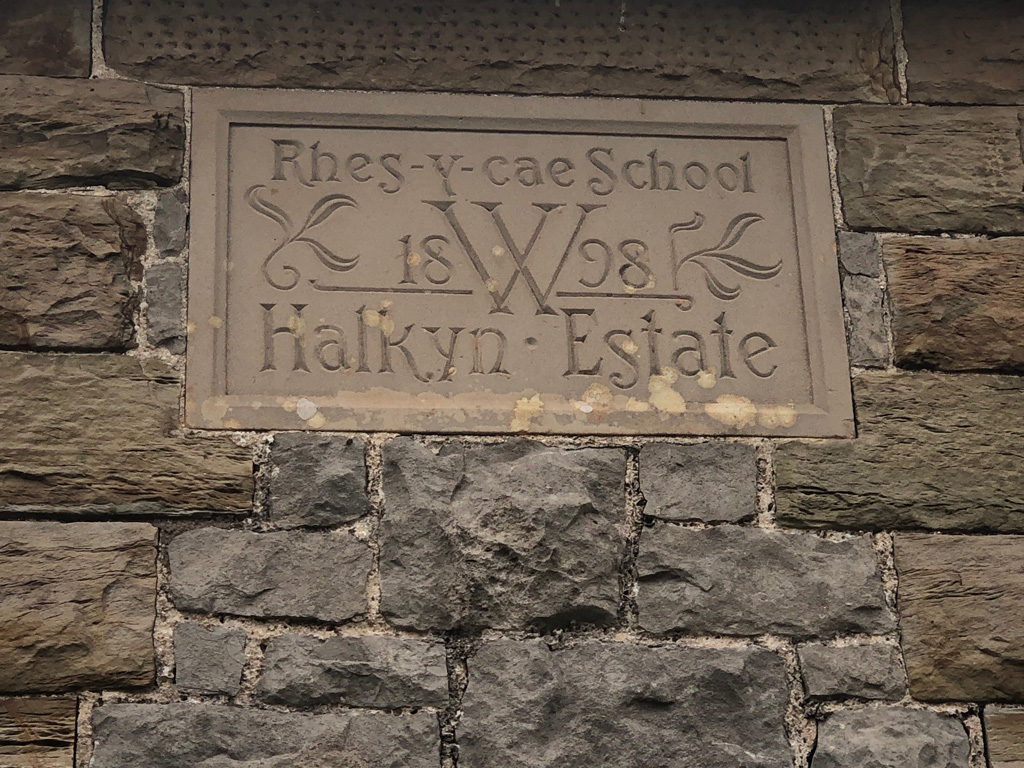 Rhes-y-cae School
18 W 98
Halkyn · Estate